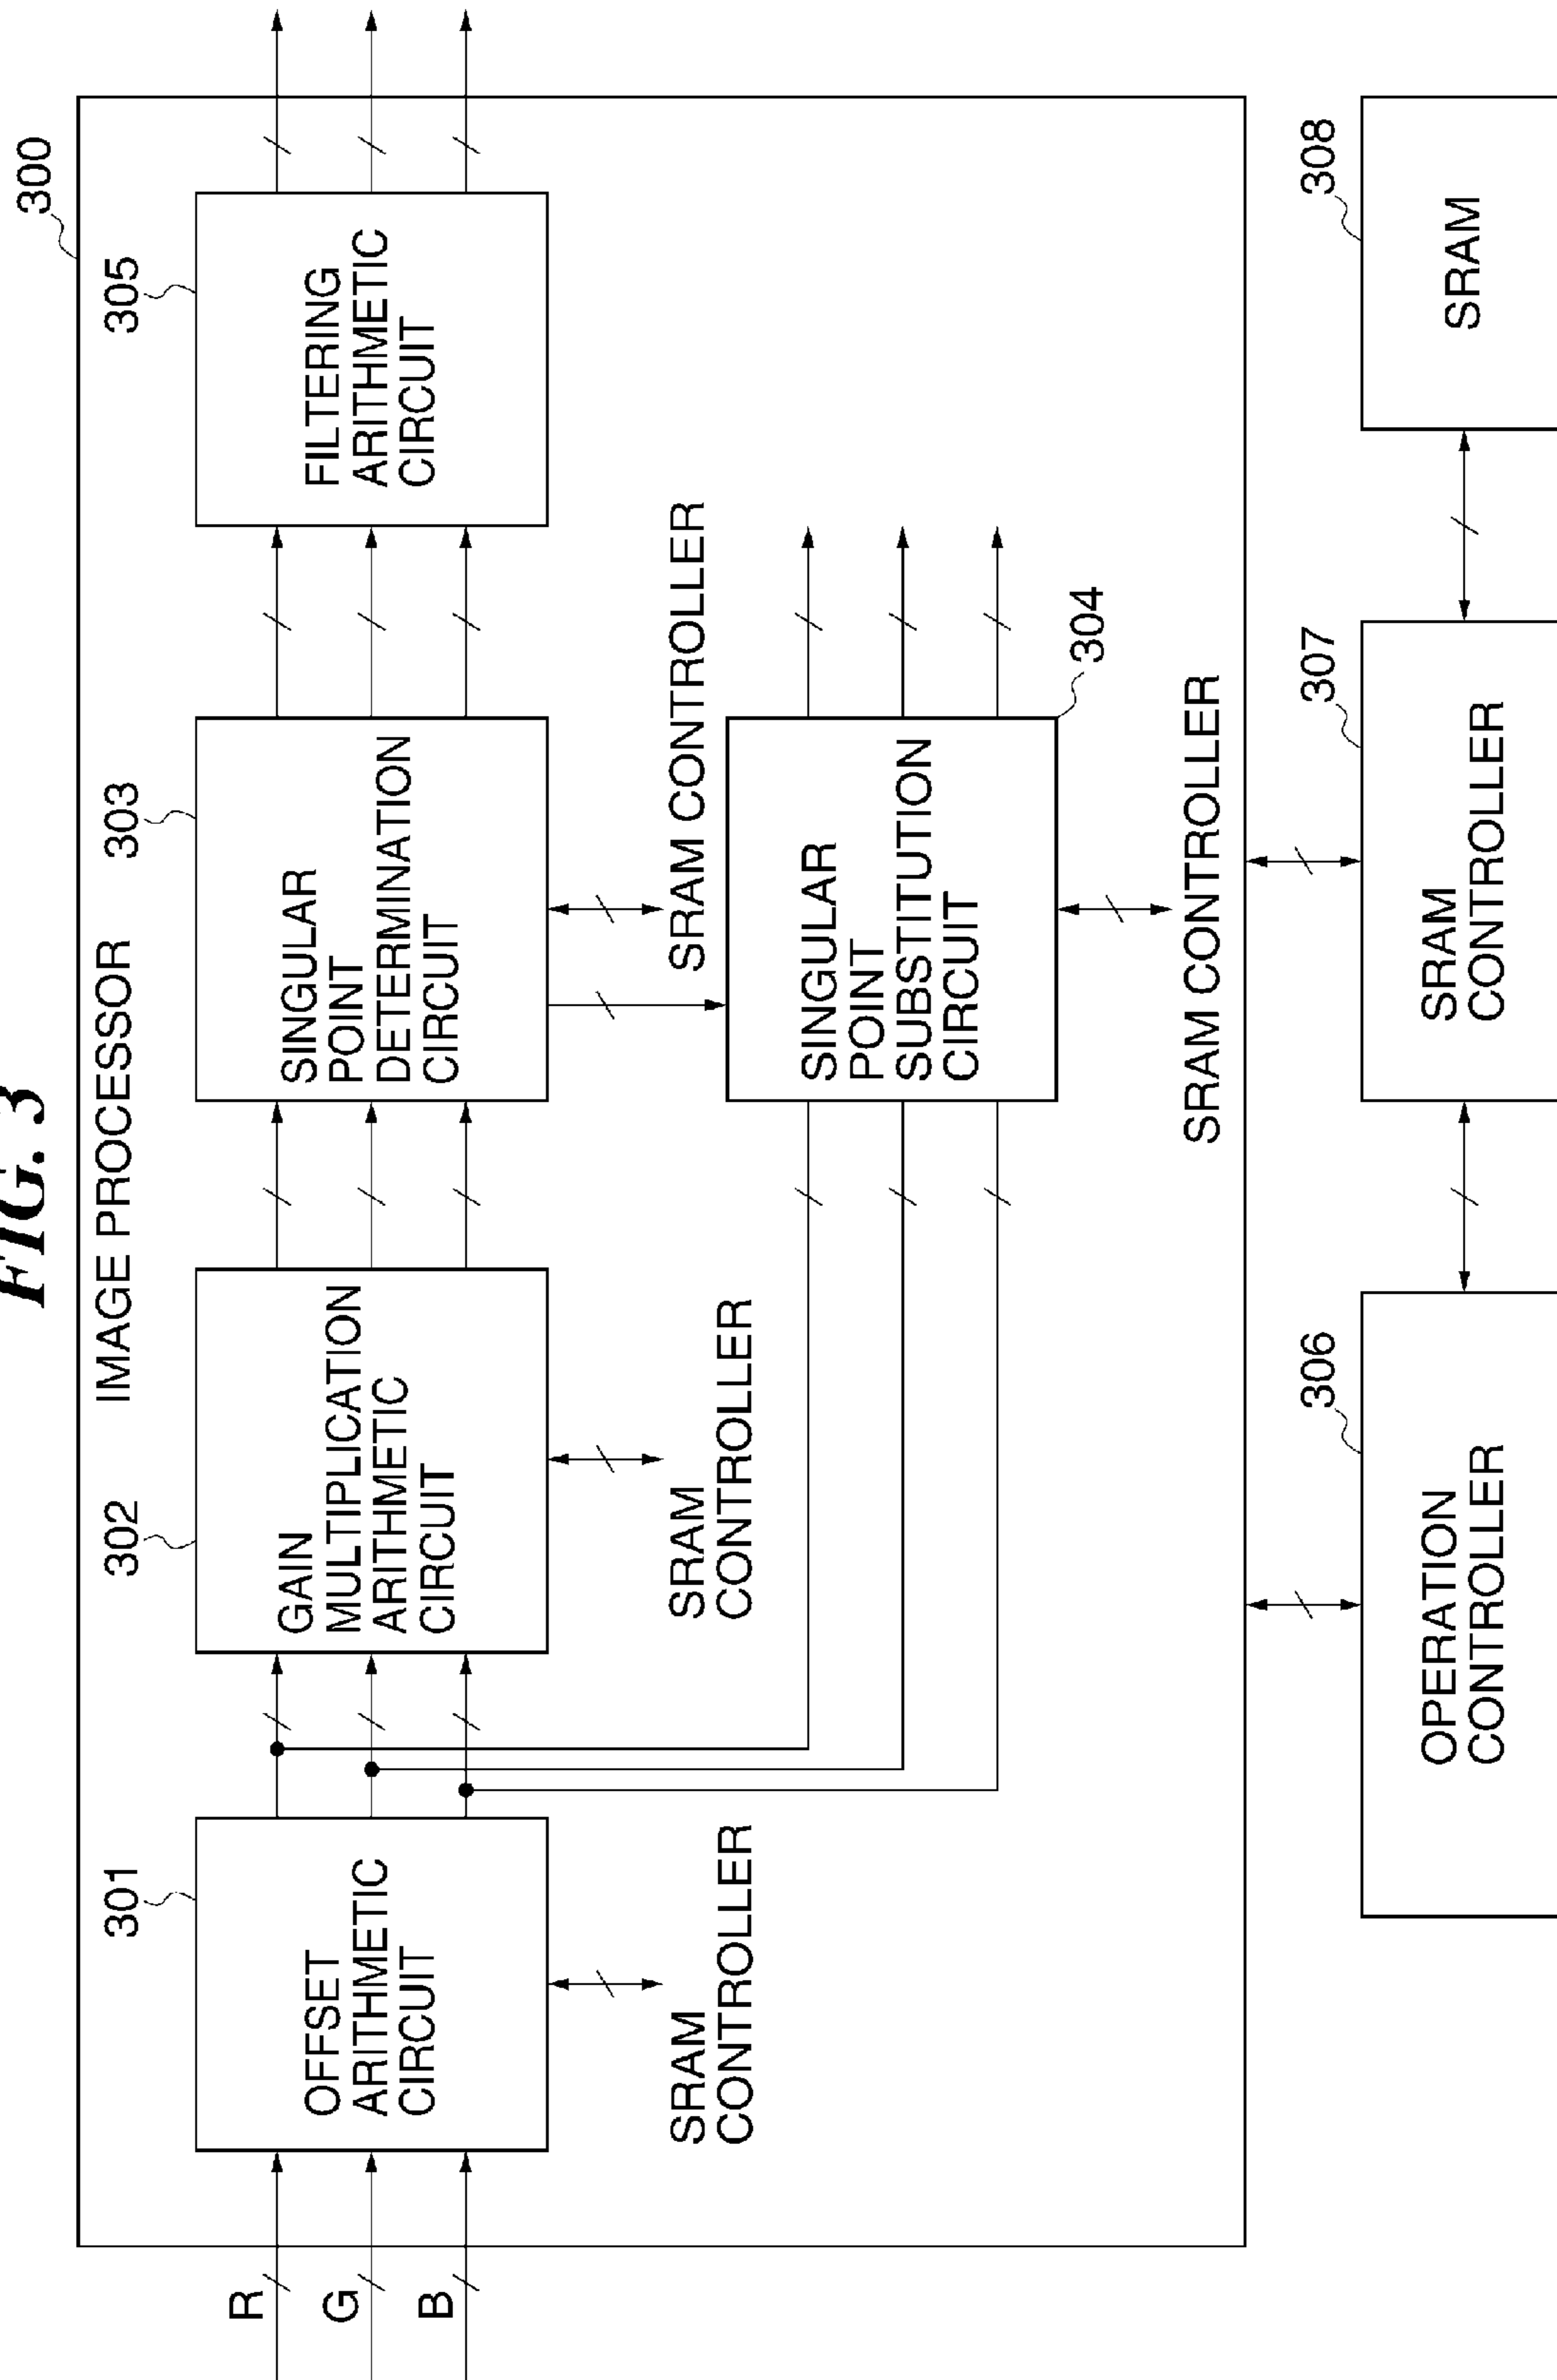 FIG. 3
300
IMAGE PROCESSOR
301
302
303
305
R
G
B
OFFSET
ARITHMETIC
CIRCUIT
GAIN
MULTIPLICATION
ARITHMETIC
CIRCUIT
SINGULAR
POINT
DETERMINATION
CIRCUIT
FILTERING
ARITHMETIC
CIRCUIT
SRAM
CONTROLLER
SRAM
CONTROLLER
SRAM CONTROLLER
SINGULAR
POINT
SUBSTITUTION
CIRCUIT
304
SRAM CONTROLLER
306
307
308
OPERATION
CONTROLLER
SRAM
CONTROLLER
SRAM